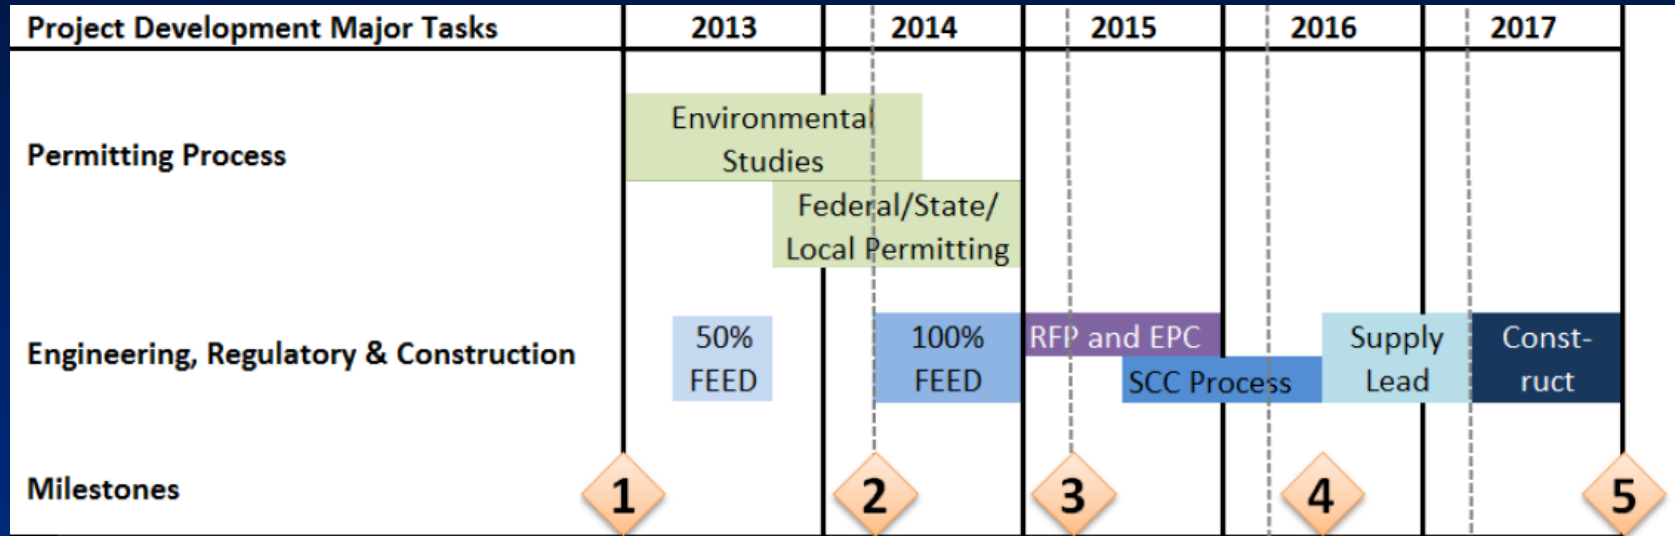 Project Development Major Tasks 2013 2014 2015 2016 2017
Permitting Process
Environmental
Studies
Federal/State/
Local Permitting
Engineering, Regulatory & Construction
50%
FEED
100%
FEED
RFP and EPC
SCC Process
Supply
Lead
Const-
ruct
Milestones 1 2 3 4 5